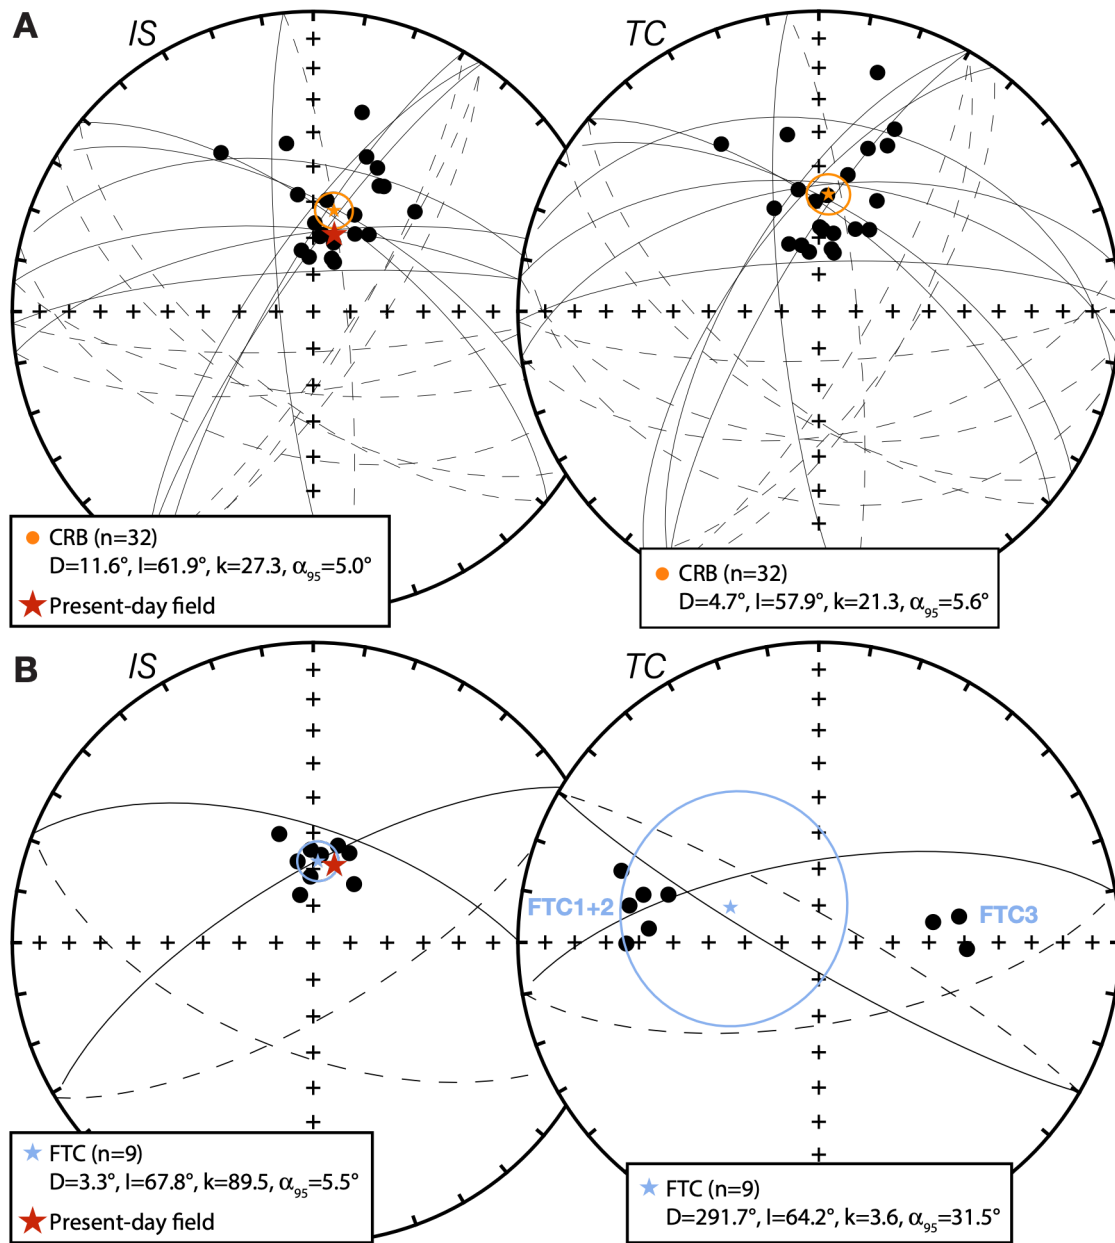 A
IS
TC
CRB (n=32)
D=11.6°, I=61.9°, k=27.3, α95=5.0°
Present-day field
CRB (n=32)
D=4.7°, I=57.9°, k=21.3, α95=5.6°
B
IS
TC
FTC1+2
FTC3
FTC (n=9)
D=3.3°, I=67.8°, k=89.5, α95=5.5°
Present-day field
FTC (n=9)
D=291.7°, I=64.2°, k=3.6, α95=31.5°